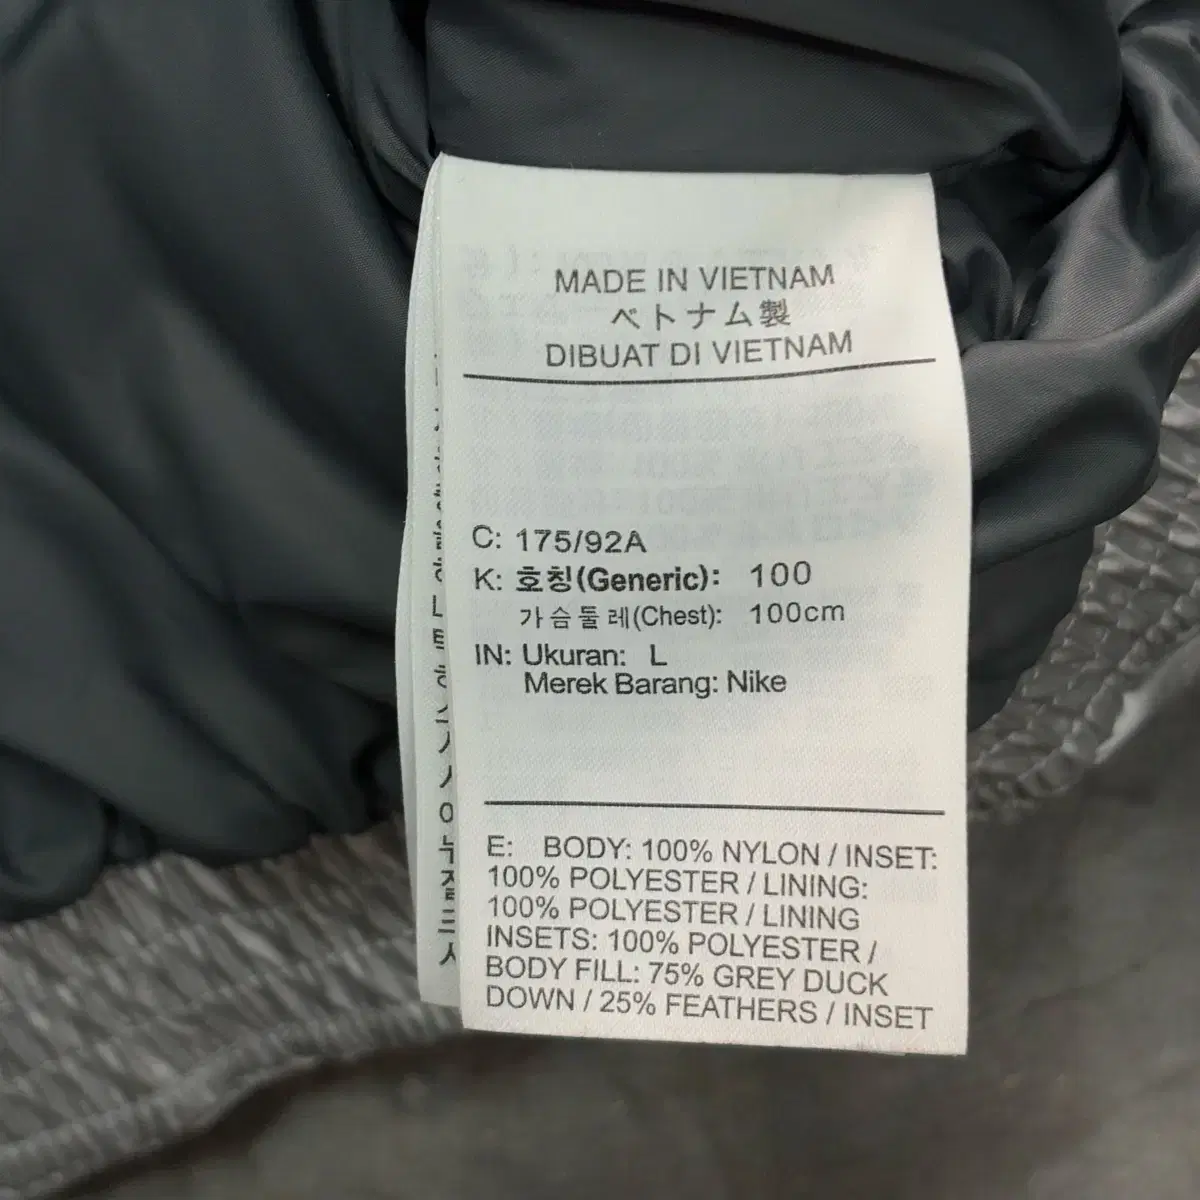 MADE IN VIETNAM
ベトナム製
DIBUAT DI VIETNAM
C: 175/92A
K: 호칭(Generic): 100
가슴둘레(Chest): 100cm
IN: Ukuran: L
Merek Barang: Nike
E: BODY: 100% NYLON / INSET:
100% POLYESTER / LINING:
100% POLYESTER / LINING
INSETS: 100% POLYESTER /
BODY FILL: 75% GREY DUCK
DOWN / 25% FEATHERS / INSET